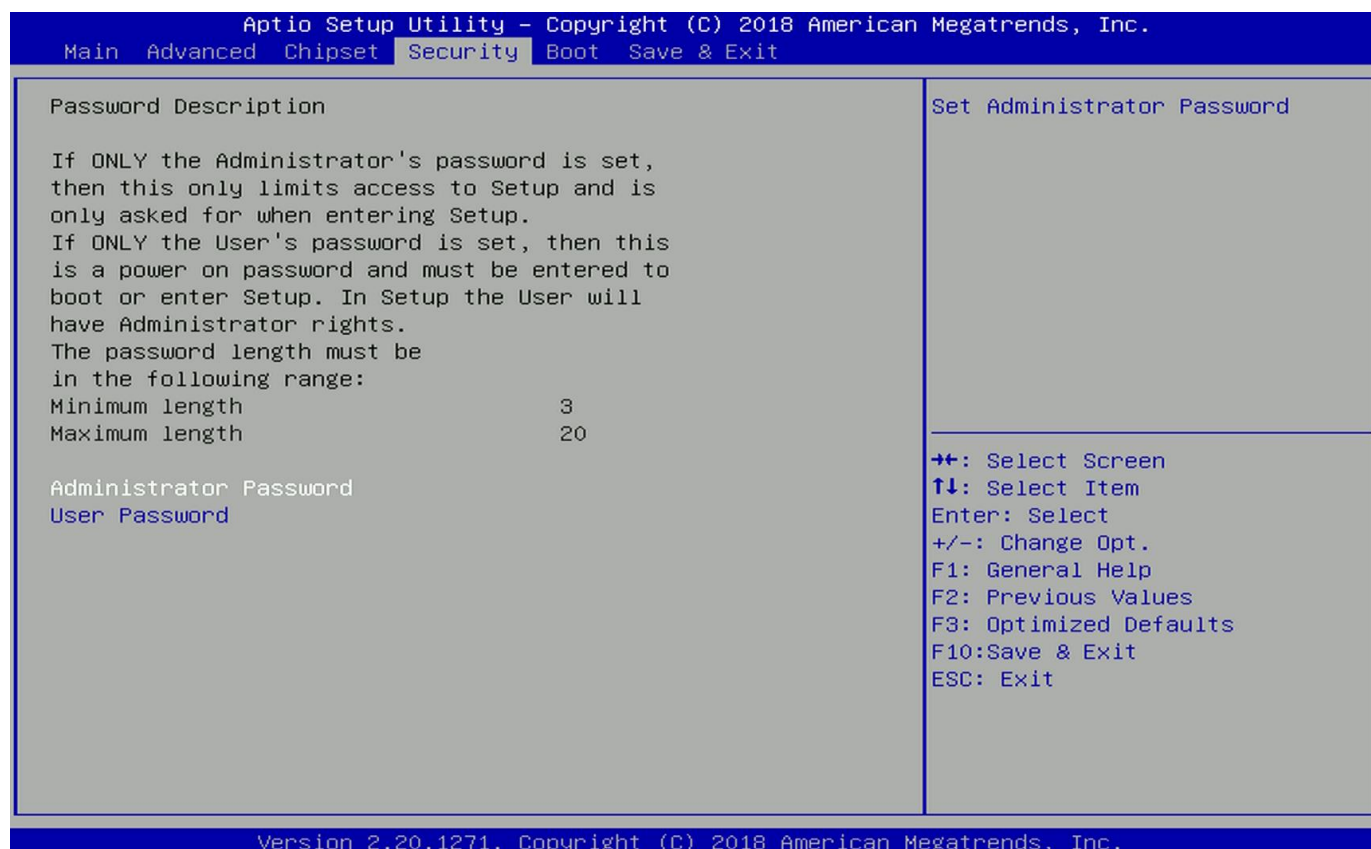 Aptio Setup Utility – Copyright (C) 2018 American Megatrends, Inc.
Main Advanced Chipset Security Boot Save & Exit
Password Description
If ONLY the Administrator's password is set,
then this only limits access to Setup and is
only asked for when entering Setup.
If ONLY the User's password is set, then this
is a power on password and must be entered to
boot or enter Setup. In Setup the User will
have Administrator rights.
The password length must be
in the following range:
Minimum length 3
Maximum length 20
Administrator Password
User Password
Set Administrator Password
→←: Select Screen
↑↓: Select Item
Enter: Select
+/-: Change Opt.
F1: General Help
F2: Previous Values
F3: Optimized Defaults
F10:Save & Exit
ESC: Exit
Version 2.20.1271. Copyright (C) 2018 American Megatrends, Inc.